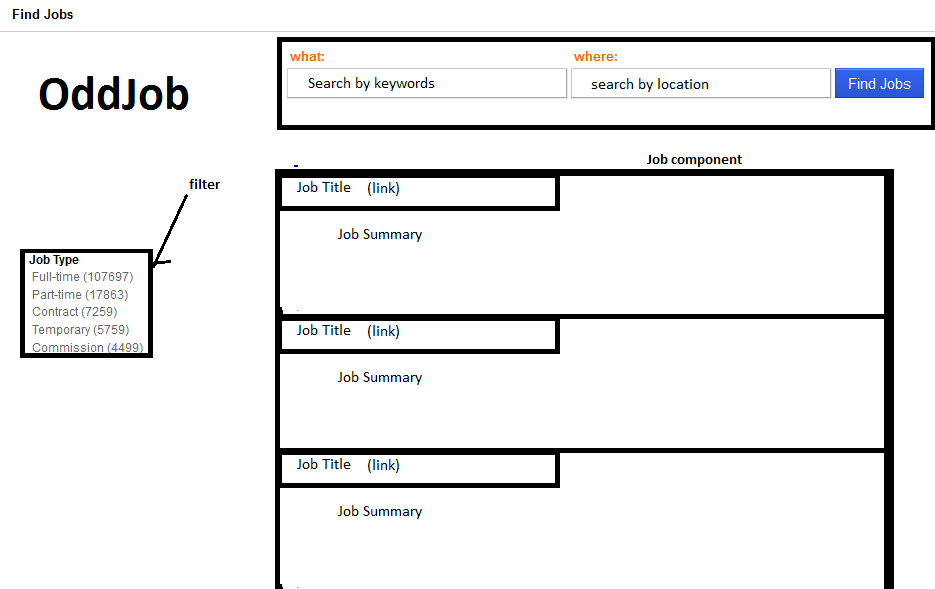 Find Jobs
what:
where:
Search by keywords
search by location
Find Jobs
OddJob
Job component
filter
Job Title (link)
Job Summary
Job Type
Full-time (107697)
Part-time (17863)
Contract (7259)
Temporary (5759)
Commission (4499)
Job Title (link)
Job Summary
Job Title (link)
Job Summary